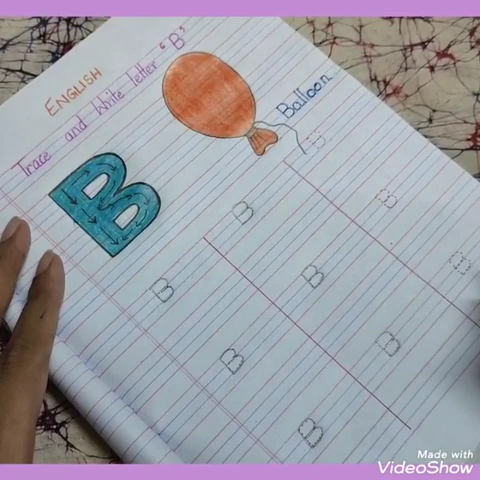 ENGLISH
Trace and Write letter "B"
Balloon
B
B B
B B B
B B
B
B
Made with
VideoShow